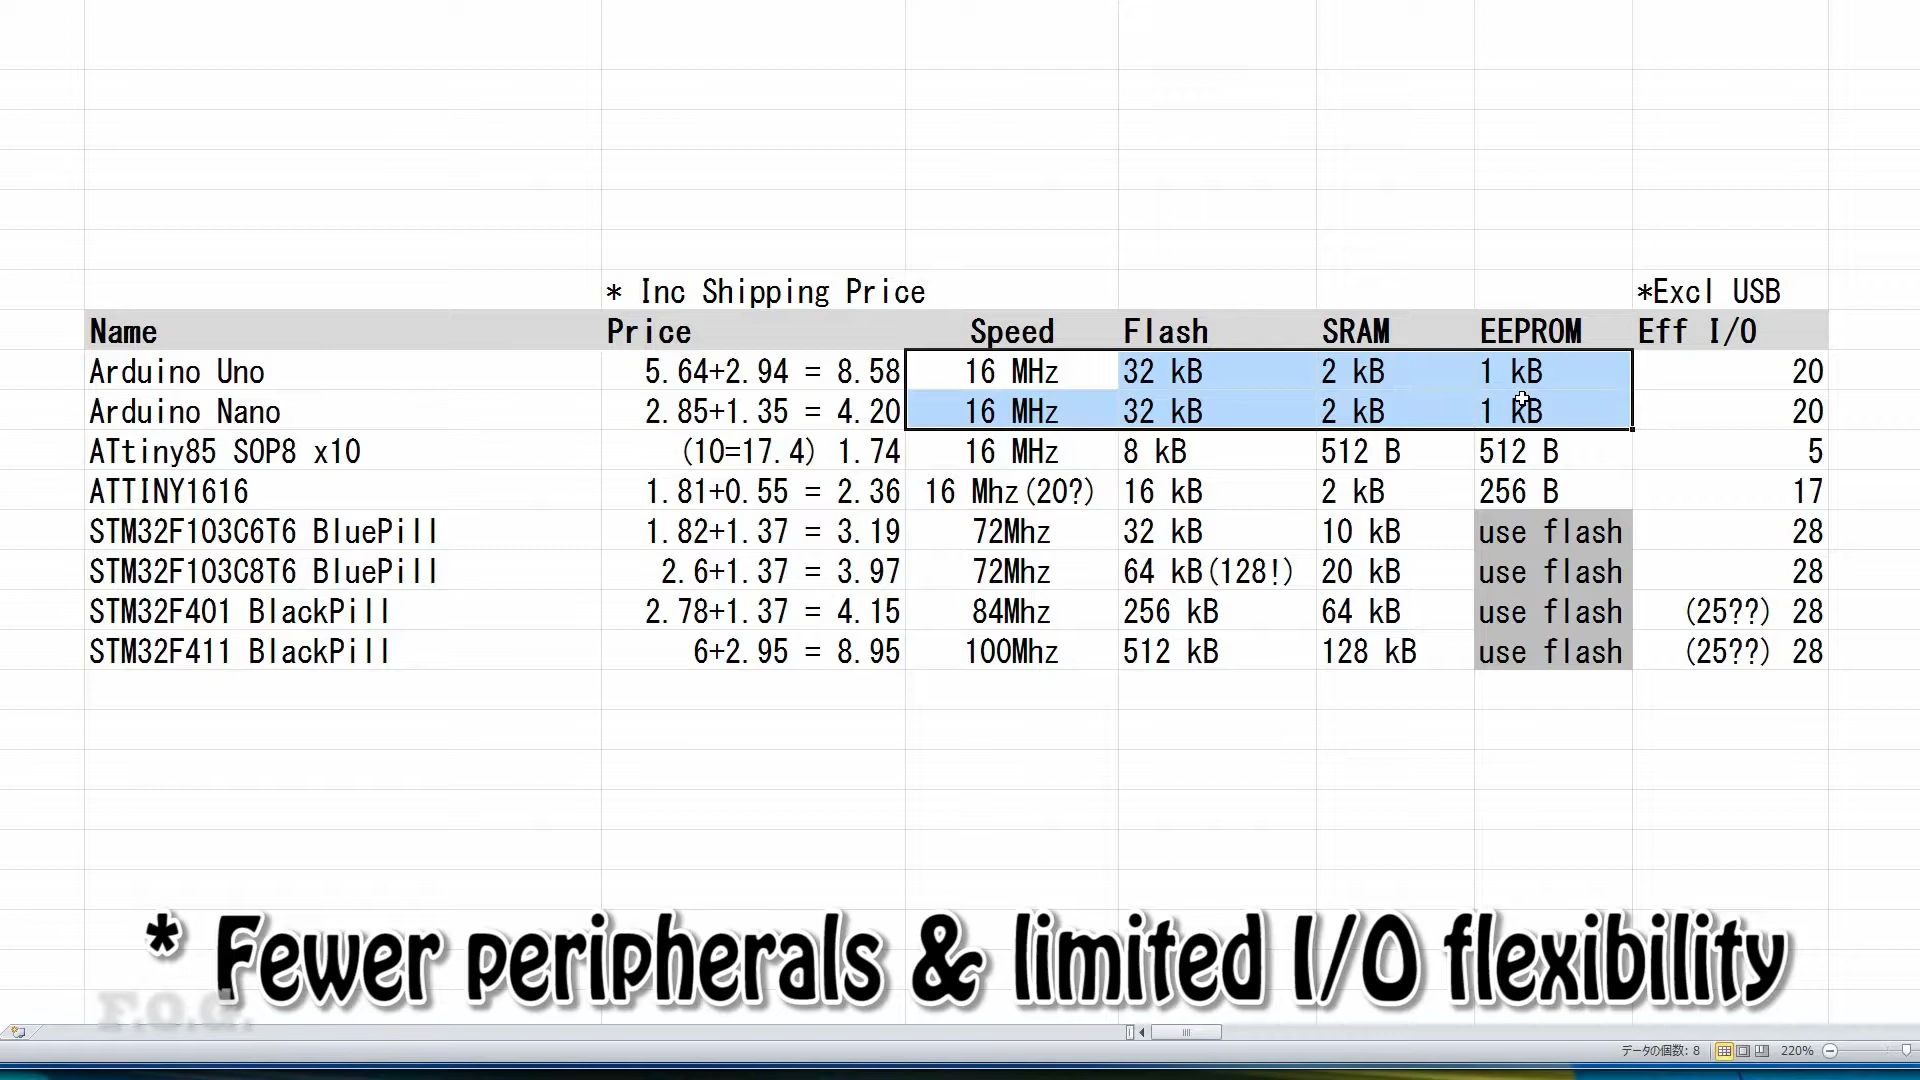 * Inc Shipping Price *Excl USB
Name Price Speed Flash SRAM EEPROM Eff I/O
Arduino Uno 5.64+2.94 = 8.58 16 MHz 32 kB 2 kB 1 kB 20
Arduino Nano 2.85+1.35 = 4.20 16 MHz 32 kB 2 kB 1 kB 20
ATtiny85 SOP8 x10 (10=17.4) 1.74 16 MHz 8 kB 512 B 512 B 5
ATTINY1616 1.81+0.55 = 2.36 16 Mhz(20?) 16 kB 2 kB 256 B 17
STM32F103C6T6 BluePill 1.82+1.37 = 3.19 72Mhz 32 kB 10 kB use flash 28
STM32F103C8T6 BluePill 2.6+1.37 = 3.97 72Mhz 64 kB(128!) 20 kB use flash 28
STM32F401 BlackPill 2.78+1.37 = 4.15 84Mhz 256 kB 64 kB use flash (25??) 28
STM32F411 BlackPill 6+2.95 = 8.95 100Mhz 512 kB 128 kB use flash (25??) 28
* Fewer peripherals & limited I/O flexibility
F.O.G.
データの個数: 8 220%